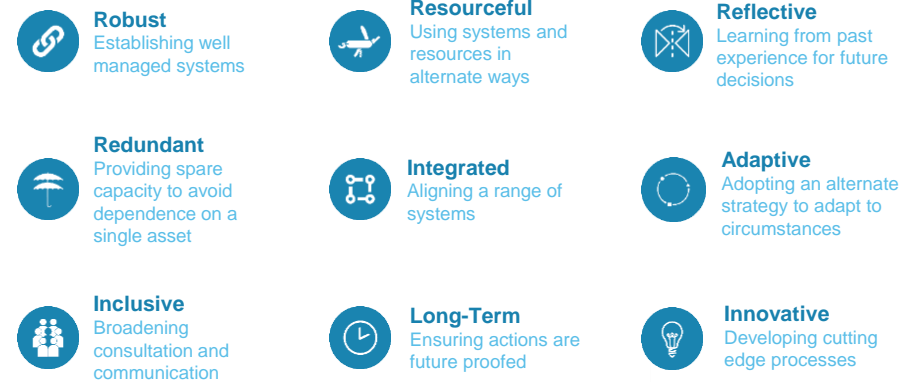 Robust
Establishing well
managed systems
Resourceful
Using systems and
resources in
alternate ways
Reflective
Learning from past
experience for future
decisions
Redundant
Providing spare
capacity to avoid
dependence on a
single asset
Integrated
Aligning a range of
systems
Adaptive
Adopting an alternate
strategy to adapt to
circumstances
Inclusive
Broadening
consultation and
communication
Long-Term
Ensuring actions are
future proofed
Innovative
Developing cutting
edge processes